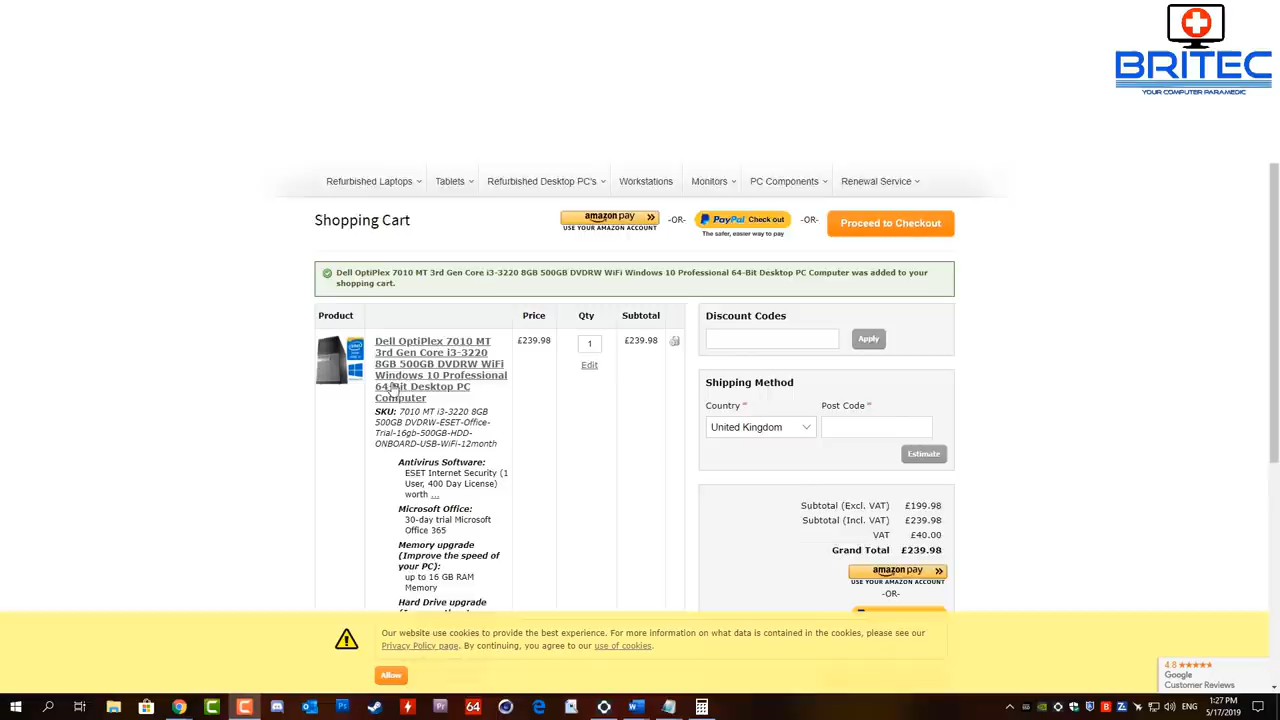 BRITEC
YOUR COMPUTER PARAMEDIC
Refurbished Laptops Tablets Refurbished Desktop PC's Workstations Monitors PC Components Renewal Service
Shopping Cart
amazon pay
USE YOUR AMAZON ACCOUNT
-OR-
PayPal Check out
The safer, easier way to pay
-OR-
Proceed to Checkout
Dell OptiPlex 7010 MT 3rd Gen Core i3-3220 8GB 500GB DVDRW WiFi Windows 10 Professional 64-Bit Desktop PC Computer was added to your
shopping cart.
Product Price Qty Subtotal
Dell OptiPlex 7010 MT
3rd Gen Core i3-3220
8GB 500GB DVDRW WiFi
Windows 10 Professional
64-Bit Desktop PC
Computer
£239.98 1 £239.98
Edit
SKU: 7010 MT i3-3220 8GB
500GB DVDRW-ESET-Office-
Trial-16gb-500GB-HDD-
ONBOARD-USB-WiFi-12month
Antivirus Software:
ESET Internet Security (1
User, 400 Day License)
worth ...
Microsoft Office:
30-day trial Microsoft
Office 365
Memory upgrade
(Improve the speed of
your PC):
up to 16 GB RAM
Memory
Hard Drive upgrade
Discount Codes
Apply
Shipping Method
Country * Post Code *
United Kingdom
Estimate
Subtotal (Excl. VAT) £199.98
Subtotal (Incl. VAT) £239.98
VAT £40.00
Grand Total £239.98
amazon pay
USE YOUR AMAZON ACCOUNT
-OR-
Our website use cookies to provide the best experience. For more information on what data is contained in the cookies, please see our
Privacy Policy page. By continuing, you agree to our use of cookies.
Allow
4.8
Google
Customer Reviews
Ps Pr 64
1:27 PM
5/17/2019